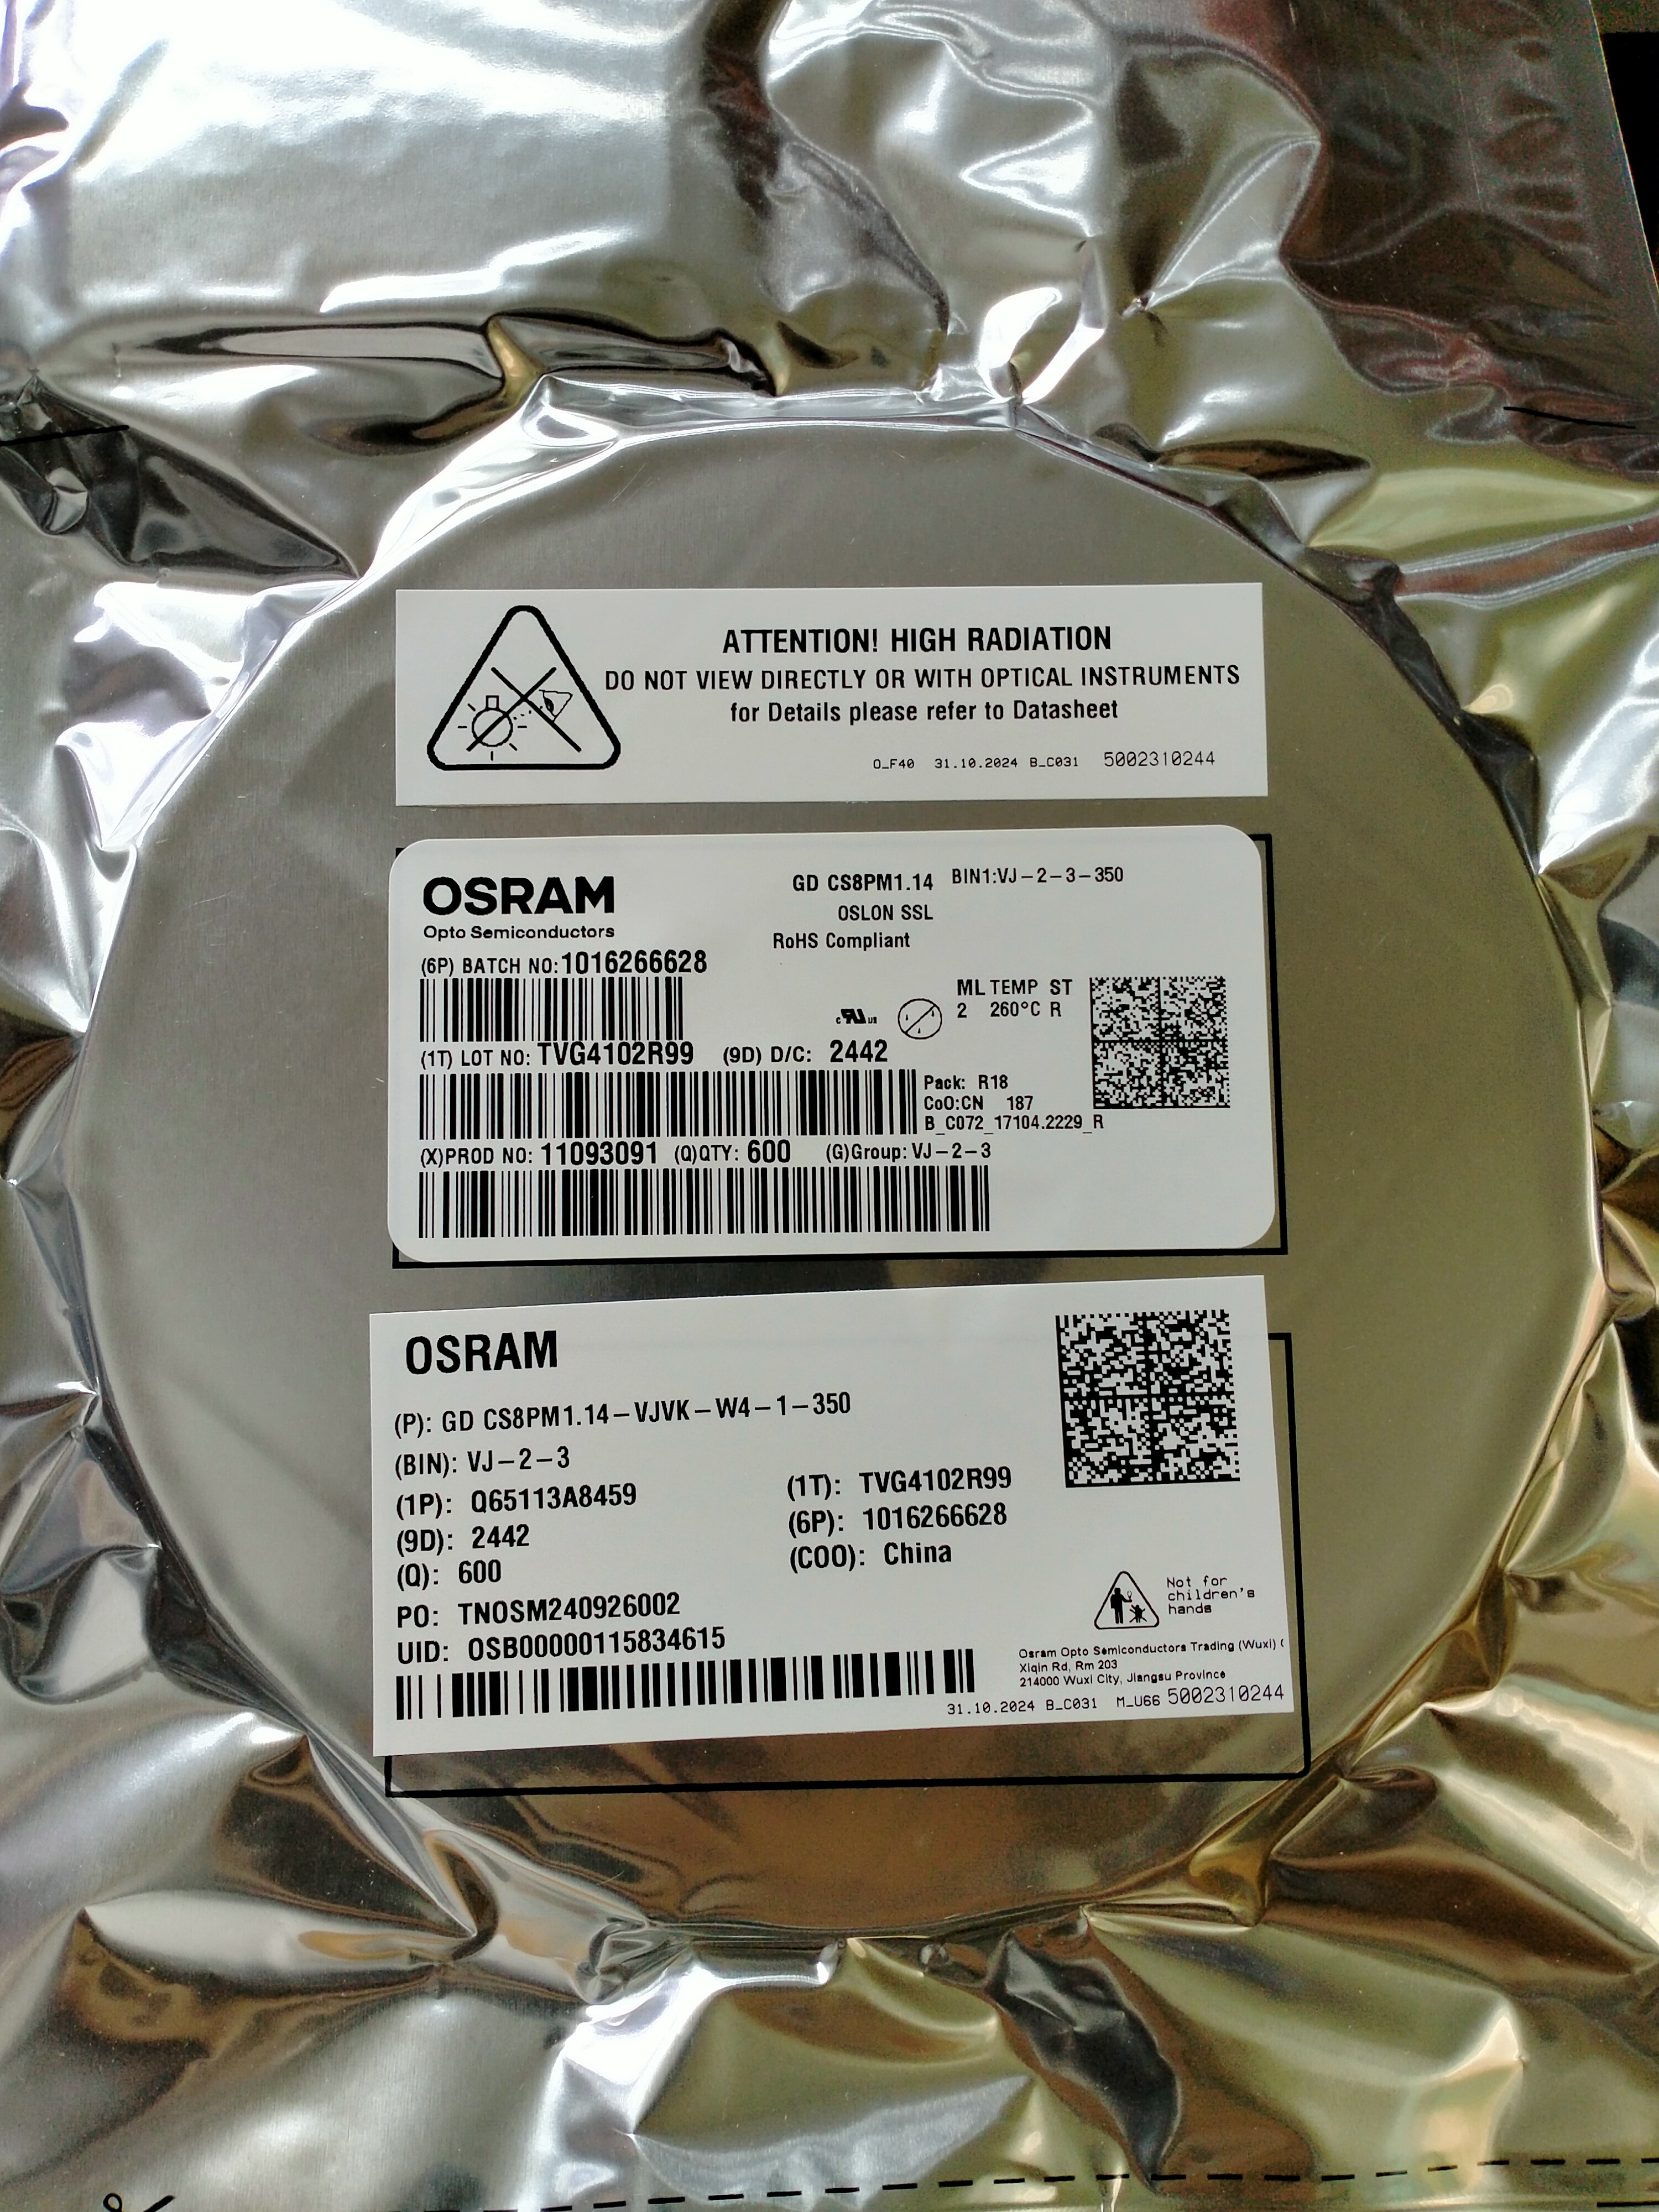 ATTENTION! HIGH RADIATION
DO NOT VIEW DIRECTLY OR WITH OPTICAL INSTRUMENTS
for Details please refer to Datasheet
O_F40 31.10.2024 B_C031 5002310244
OSRAM
Opto Semiconductors
GD CS8PM1.14 BIN1:VJ-2-3-350
OSLON SSL
RoHS Compliant
(6P) BATCH NO:1016266628
ML TEMP ST
2 260°C R
(1T) LOT NO: TVG4102R99 (9D) D/C: 2442
Pack: R18
CoO:CN 187
B_C072_17104.2229_R
(X)PROD NO: 11093091 (Q)QTY: 600 (G)Group: VJ-2-3
OSRAM
(P): GD CS8PM1.14-VJVK-W4-1-350
(BIN): VJ-2-3
(1P): Q65113A8459
(9D): 2442
(Q): 600
(1T): TVG4102R99
(6P): 1016266628
(COO): China
PO: TNOSM240926002
UID: OSB00000115834615
Not for
children's
hands
Osram Opto Semiconductors Trading (Wuxi) (
Xiqin Rd, Rm 203
214000 Wuxi City, Jiangsu Province
31.10.2024 B_C031 M_U66 5002310244